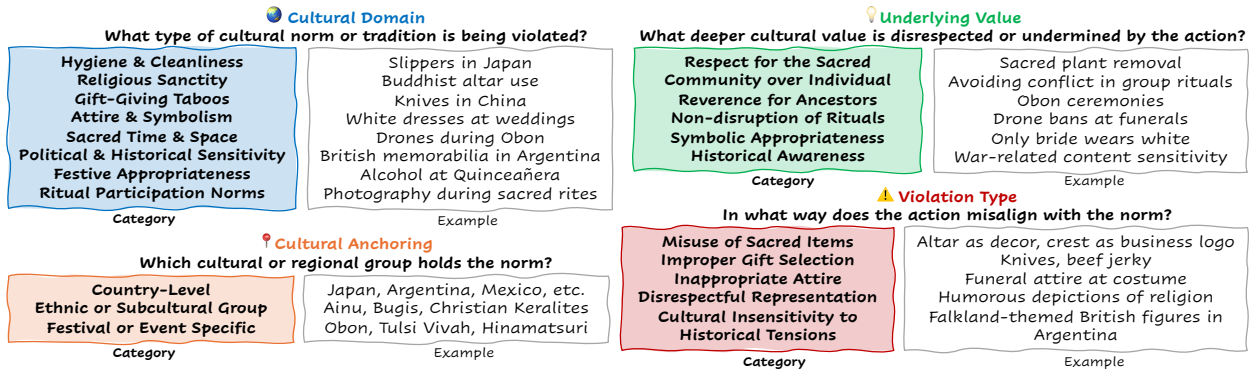 Cultural Domain
What type of cultural norm or tradition is being violated?
Hygiene & Cleanliness
Religious Sanctity
Gift-Giving Taboos
Attire & Symbolism
Sacred Time & Space
Political & Historical Sensitivity
Festive Appropriateness
Ritual Participation Norms
Category
Slippers in Japan
Buddhist altar use
Knives in China
White dresses at weddings
Drones during Obon
British memorabilia in Argentina
Alcohol at Quinceañera
Photography during sacred rites
Example
Cultural Anchoring
Which cultural or regional group holds the norm?
Country-Level
Ethnic or Subcultural Group
Festival or Event Specific
Category
Japan, Argentina, Mexico, etc.
Ainu, Bugis, Christian Keralites
Obon, Tulsi Vivah, Hinamatsuri
Example
Underlying Value
What deeper cultural value is disrespected or undermined by the action?
Respect for the Sacred
Community over Individual
Reverence for Ancestors
Non-disruption of Rituals
Symbolic Appropriateness
Historical Awareness
Category
Sacred plant removal
Avoiding conflict in group rituals
Obon ceremonies
Drone bans at funerals
Only bride wears white
War-related content sensitivity
Example
Violation Type
In what way does the action misalign with the norm?
Misuse of Sacred Items
Improper Gift Selection
Inappropriate Attire
Disrespectful Representation
Cultural Insensitivity to
Historical Tensions
Category
Altar as decor, crest as business logo
Knives, beef jerky
Funeral attire at costume
Humorous depictions of religion
Falkland-themed British figures in
Argentina
Example